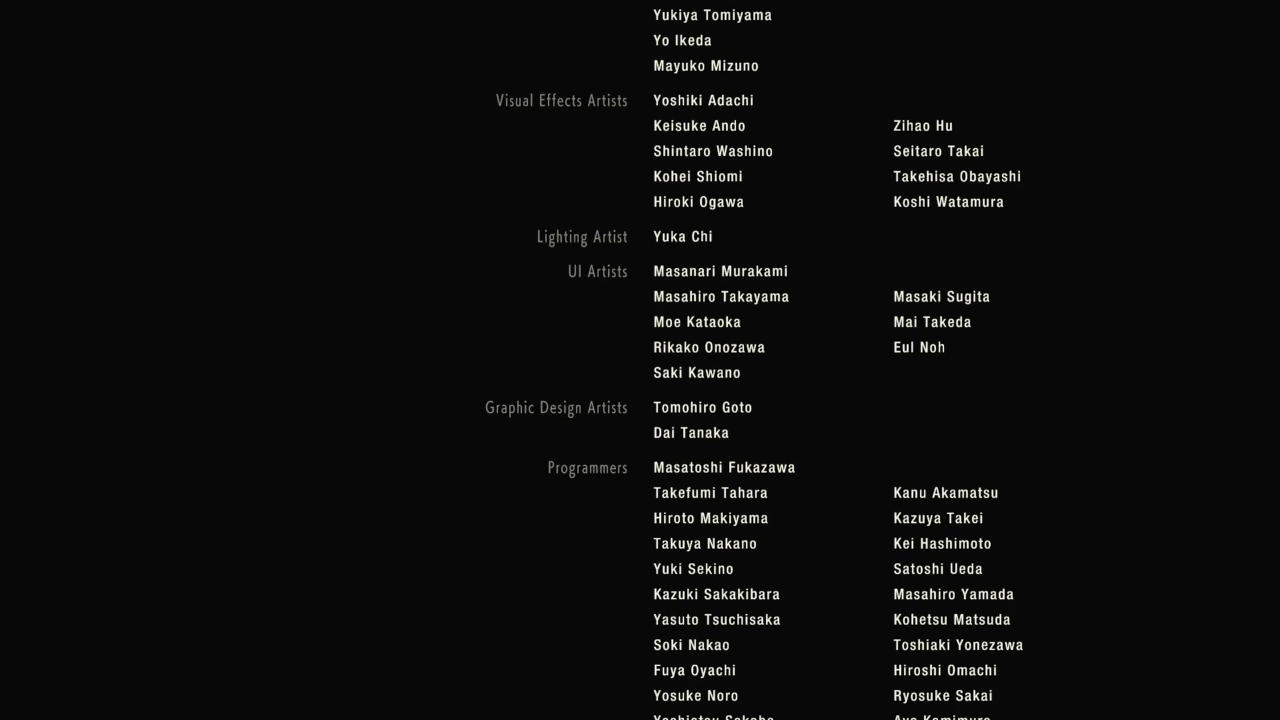 Yukiya Tomiyama
Yo Ikeda
Mayuko Mizuno
Visual Effects Artists Yoshiki Adachi
Keisuke Ando Zihao Hu
Shintaro Washino Seitaro Takai
Kohei Shiomi Takehisa Obayashi
Hiroki Ogawa Koshi Watamura
Lighting Artist Yuka Chi
UI Artists Masanari Murakami
Masahiro Takayama Masaki Sugita
Moe Kataoka Mai Takeda
Rikako Onozawa Eul Noh
Saki Kawano
Graphic Design Artists Tomohiro Goto
Dai Tanaka
Programmers Masatoshi Fukazawa
Takefumi Tahara Kanu Akamatsu
Hiroto Makiyama Kazuya Takei
Takuya Nakano Kei Hashimoto
Yuki Sekino Satoshi Ueda
Kazuki Sakakibara Masahiro Yamada
Yasuto Tsuchisaka Kohetsu Matsuda
Soki Nakao Toshiaki Yonezawa
Fuya Oyachi Hiroshi Omachi
Yosuke Noro Ryosuke Sakai